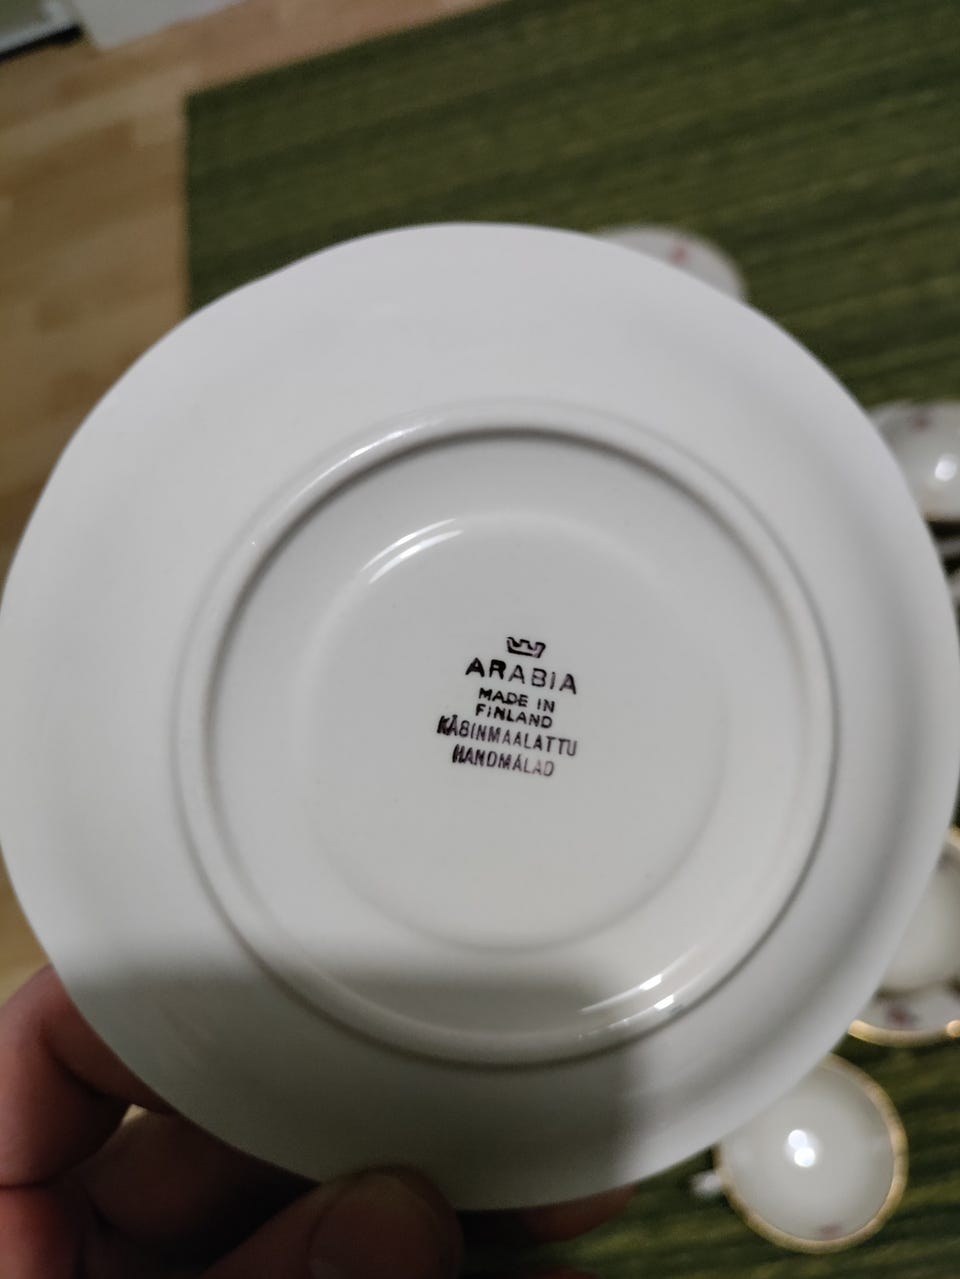 ARABIA
MADE IN
FINLAND
KÄSINMAALATTU
HANDMÅLAD